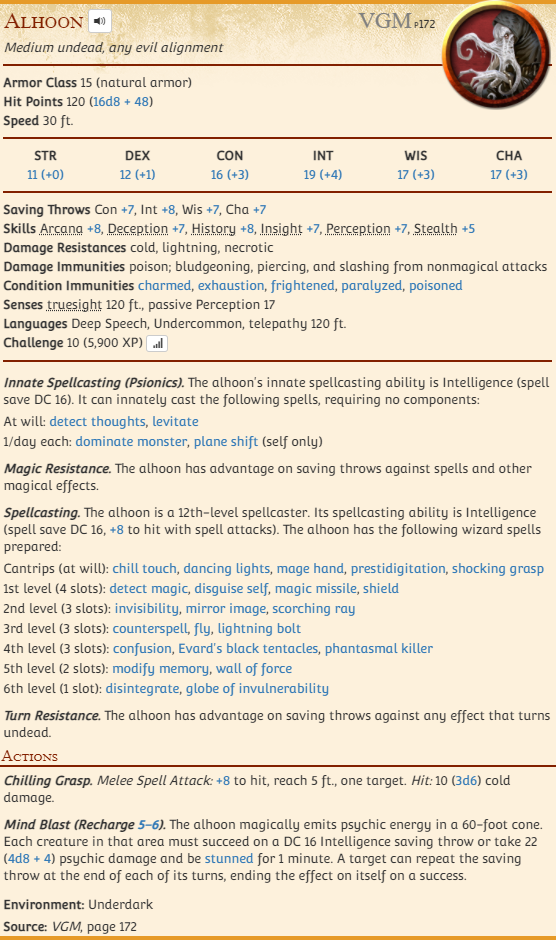 Alhoon
VGM p172
Medium undead, any evil alignment
Armor Class 15 (natural armor)
Hit Points 120 (16d8 + 48)
Speed 30 ft.
STR DEX CON INT WIS CHA
11 (+0) 12 (+1) 16 (+3) 19 (+4) 17 (+3) 17 (+3)
Saving Throws Con +7, Int +8, Wis +7, Cha +7
Skills Arcana +8, Deception +7, History +8, Insight +7, Perception +7, Stealth +5
Damage Resistances cold, lightning, necrotic
Damage Immunities poison; bludgeoning, piercing, and slashing from nonmagical attacks
Condition Immunities charmed, exhaustion, frightened, paralyzed, poisoned
Senses truesight 120 ft., passive Perception 17
Languages Deep Speech, Undercommon, telepathy 120 ft.
Challenge 10 (5,900 XP)
Innate Spellcasting (Psionics). The alhoon's innate spellcasting ability is Intelligence (spell
save DC 16). It can innately cast the following spells, requiring no components:
At will: detect thoughts, levitate
1/day each: dominate monster, plane shift (self only)
Magic Resistance. The alhoon has advantage on saving throws against spells and other
magical effects.
Spellcasting. The alhoon is a 12th-level spellcaster. Its spellcasting ability is Intelligence
(spell save DC 16, +8 to hit with spell attacks). The alhoon has the following wizard spells
prepared:
Cantrips (at will): chill touch, dancing lights, mage hand, prestidigitation, shocking grasp
1st level (4 slots): detect magic, disguise self, magic missile, shield
2nd level (3 slots): invisibility, mirror image, scorching ray
3rd level (3 slots): counterspell, fly, lightning bolt
4th level (3 slots): confusion, Evard's black tentacles, phantasmal killer
5th level (2 slots): modify memory, wall of force
6th level (1 slot): disintegrate, globe of invulnerability
Turn Resistance. The alhoon has advantage on saving throws against any effect that turns
undead.
Actions
Chilling Grasp. Melee Spell Attack: +8 to hit, reach 5 ft., one target. Hit: 10 (3d6) cold
damage.
Mind Blast (Recharge 5–6). The alhoon magically emits psychic energy in a 60-foot cone.
Each creature in that area must succeed on a DC 16 Intelligence saving throw or take 22
(4d8 + 4) psychic damage and be stunned for 1 minute. A target can repeat the saving
throw at the end of each of its turns, ending the effect on itself on a success.
Environment: Underdark
Source: VGM, page 172